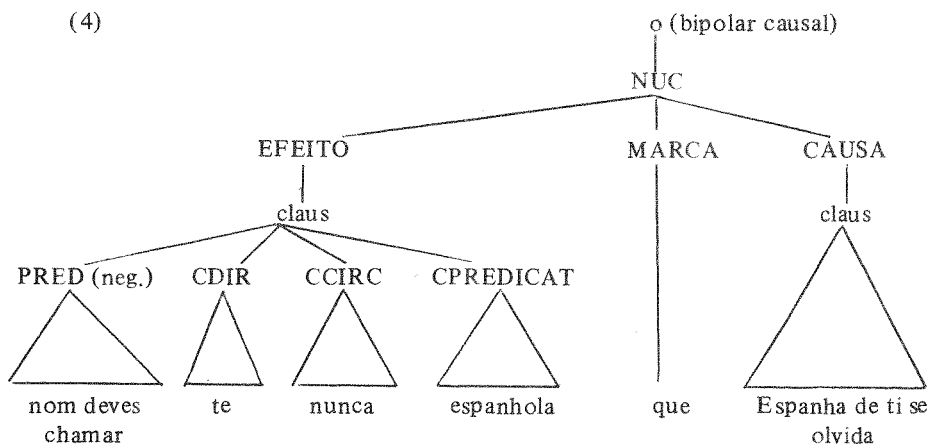 (4) o (bipolar causal)
NUC
EFEITO MARCA CAUSA
claus claus
PRED (neg.) CDIR CCIRC CPREDICAT
nom deves te nunca espanhola que Espanha de ti se
chamar olvida